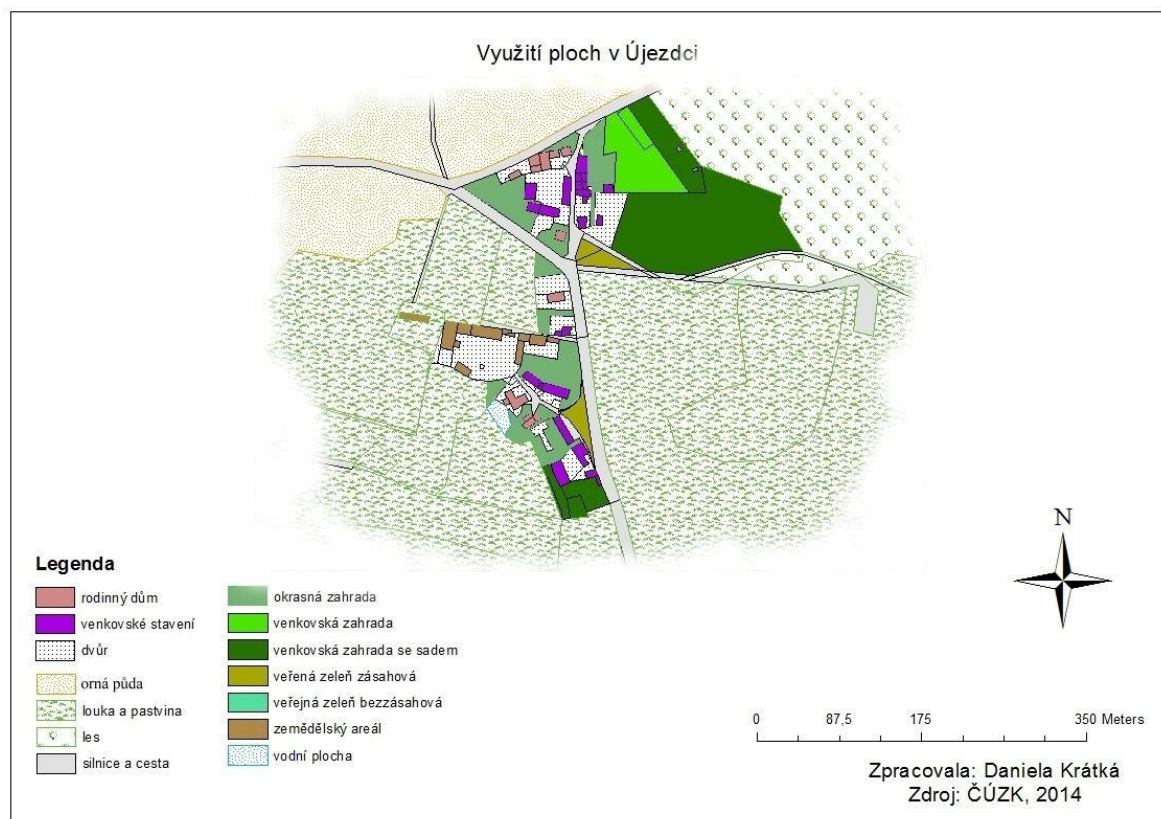 Využití ploch v Újezdci
Legenda
rodinný dům
venkovské stavení
dvůr
orná půda
louka a pastvina
les
silnice a cesta
okrasná zahrada
venkovská zahrada
venkovská zahrada se sadem
veřená zeleň zásahová
veřejná zeleň bezzásahová
zemědělský areál
vodní plocha
N
0 87,5 175 350 Meters
Zpracovala: Daniela Krátká
Zdroj: ČÚZK, 2014